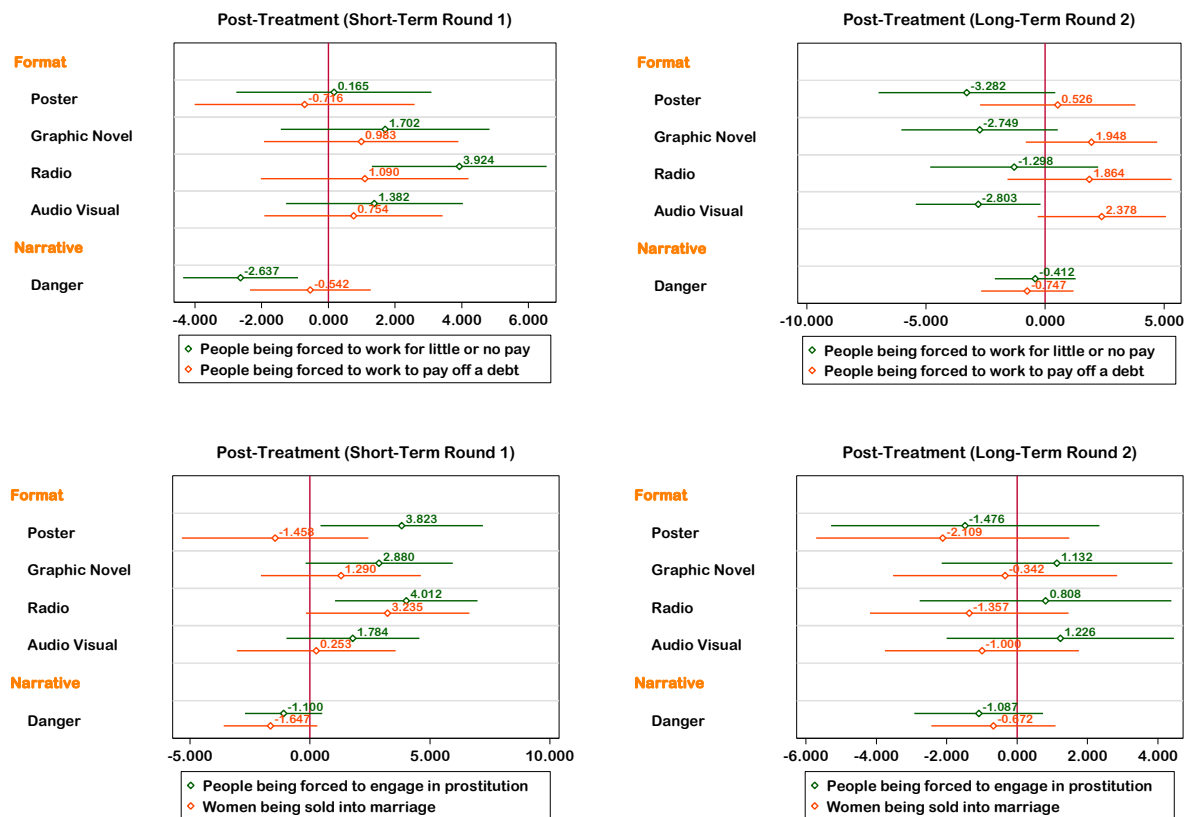 Post-Treatment (Short-Term Round 1)
Format
Poster
0.165
-0.716
Graphic Novel
1.702
0.983
Radio
3.924
1.090
Audio Visual
1.382
0.754
Narrative
Danger
-2.637
-0.542
-4.000 -2.000 0.000 2.000 4.000 6.000
People being forced to work for little or no pay
People being forced to work to pay off a debt
Post-Treatment (Long-Term Round 2)
Format
Poster
-3.282
0.526
Graphic Novel
-2.749
1.948
Radio
-1.298
1.864
Audio Visual
-2.803
2.378
Narrative
Danger
-0.412
-0.747
-10.000 -5.000 0.000 5.000
People being forced to work for little or no pay
People being forced to work to pay off a debt
Post-Treatment (Short-Term Round 1)
Format
Poster
3.823
-1.458
Graphic Novel
2.880
1.290
Radio
4.012
3.235
Audio Visual
1.784
0.253
Narrative
Danger
-1.100
-1.647
-5.000 0.000 5.000 10.000
People being forced to engage in prostitution
Women being sold into marriage
Post-Treatment (Long-Term Round 2)
Format
Poster
-1.476
-2.109
Graphic Novel
1.132
-0.342
Radio
0.808
-1.357
Audio Visual
1.226
-1.000
Narrative
Danger
-1.087
-0.672
-6.000 -4.000 -2.000 0.000 2.000 4.000
People being forced to engage in prostitution
Women being sold into marriage